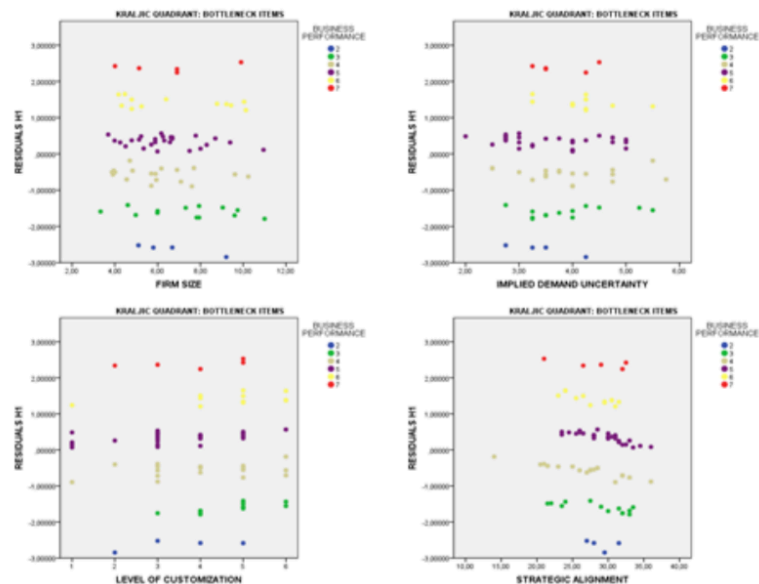 KRALJIC QUADRANT: BOTTLENECK ITEMS
BUSINESS
PERFORMANCE
2
3
4
5
6
7
3,00000
2,00000
1,00000
,00000
-1,00000
-2,00000
-3,00000
RESIDUALS H1
2,00 4,00 6,00 8,00 10,00 12,00
FIRM SIZE
KRALJIC QUADRANT: BOTTLENECK ITEMS
BUSINESS
PERFORMANCE
2
3
4
5
6
7
3,00000
2,00000
1,00000
,00000
-1,00000
-2,00000
-3,00000
RESIDUALS H1
2,00 3,00 4,00 5,00 6,00
IMPLIED DEMAND UNCERTAINTY
KRALJIC QUADRANT: BOTTLENECK ITEMS
BUSINESS
PERFORMANCE
2
3
4
5
6
7
3,00000
2,00000
1,00000
,00000
-1,00000
-2,00000
-3,00000
RESIDUALS H1
1 2 3 4 5 6
LEVEL OF CUSTOMIZATION
KRALJIC QUADRANT: BOTTLENECK ITEMS
BUSINESS
PERFORMANCE
2
3
4
5
6
7
3,00000
2,00000
1,00000
,00000
-1,00000
-2,00000
-3,00000
RESIDUALS H1
10,00 15,00 20,00 25,00 30,00 35,00 40,00
STRATEGIC ALIGNMENT